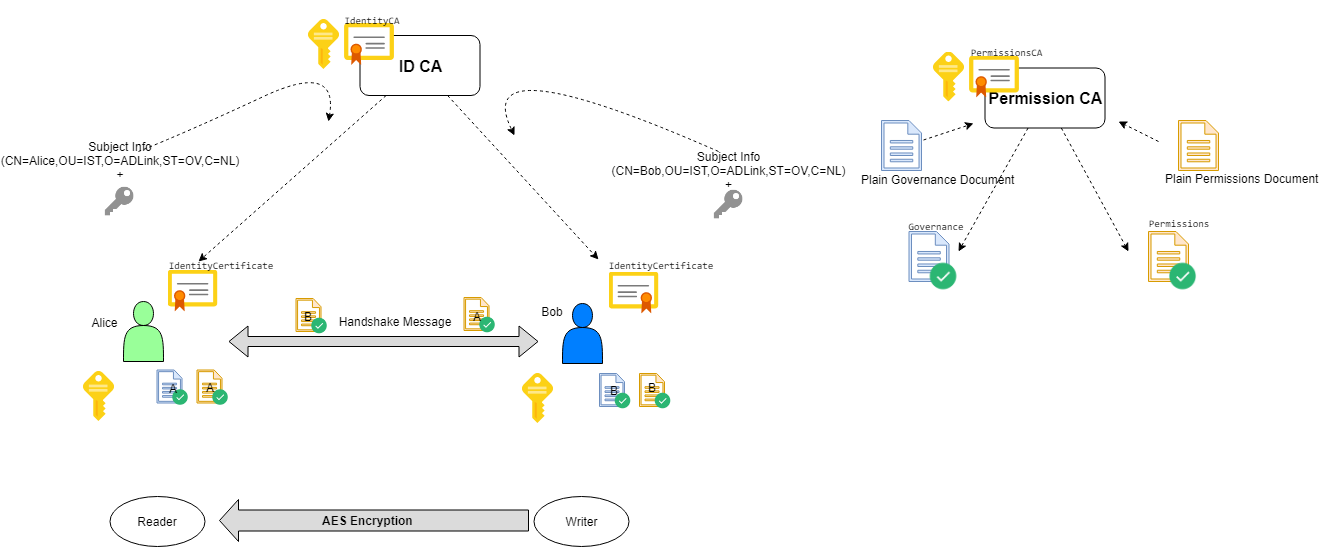 IdentityCA
ID CA
PermissionsCA
Permission CA
Subject Info
(CN=Alice,OU=IST,O=ADLink,ST=OV,C=NL)
+
Subject Info
(CN=Bob,OU=IST,O=ADLink,ST=OV,C=NL)
+
Plain Governance Document
Plain Permissions Document
Governance
Permissions
IdentityCertificate
IdentityCertificate
Alice
B
Handshake Message
A
Bob
A
A
B
B
Reader
AES Encryption
Writer